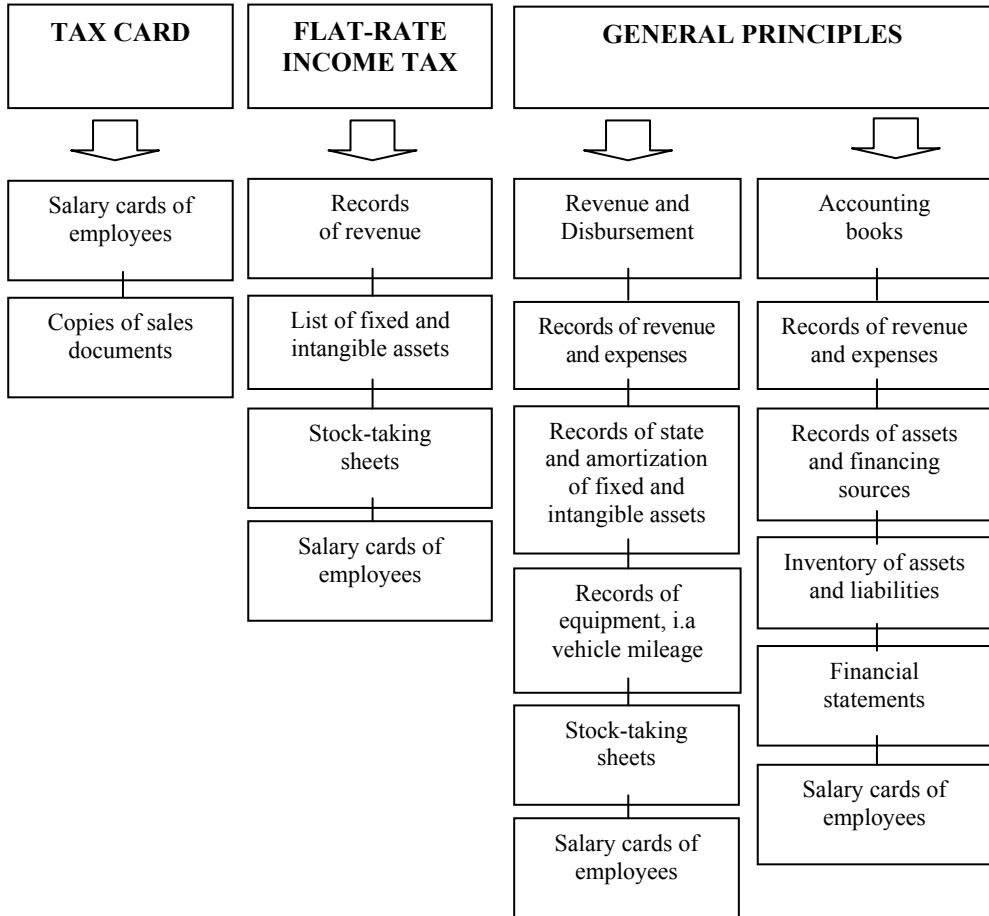 TAX CARD
FLAT-RATE
INCOME TAX
GENERAL PRINCIPLES
Salary cards of
employees
Copies of sales
documents
Records
of revenue
List of fixed and
intangible assets
Stock-taking
sheets
Salary cards of
employees
Revenue and
Disbursement
Records of revenue
and expenses
Records of state
and amortization
of fixed and
intangible assets
Records of
equipment, i.a
vehicle mileage
Stock-taking
sheets
Salary cards of
employees
Accounting
books
Records of revenue
and expenses
Records of assets
and financing
sources
Inventory of assets
and liabilities
Financial
statements
Salary cards of
employees